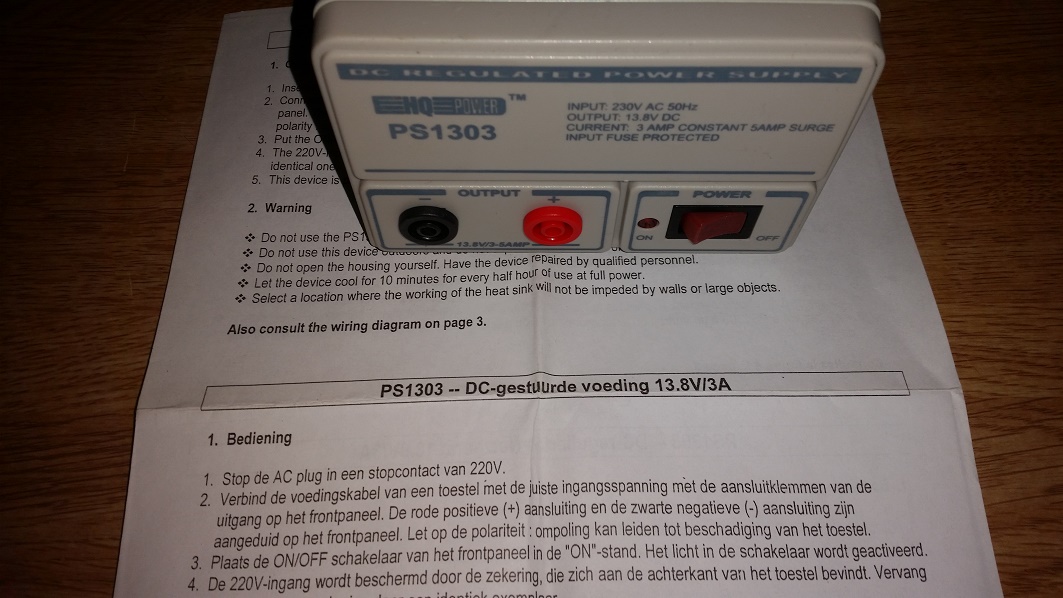 DC REGULATED POWER SUPPLY
HQ POWER ™
PS1303
INPUT: 230V AC 50Hz
OUTPUT: 13.8V DC
CURRENT: 3 AMP CONSTANT 5AMP SURGE
INPUT FUSE PROTECTED
OUTPUT
− +
13.8V/3-5AMP
POWER
ON OFF
1.
1.
2. Conn
panel.
polarity
3. Put the O
4. The 220V-
identical one
5. This device is
2. Warning
❖ Do not use the
❖ Do not use this device outdoors
❖ Do not open the housing yourself. Have the device repaired by qualified personnel.
❖ Let the device cool for 10 minutes for every half hour of use at full power.
❖ Select a location where the working of the heat sink will not be impeded by walls or large objects.
Also consult the wiring diagram on page 3.
PS1303 -- DC-gestuurde voeding 13.8V/3A
1. Bediening
1. Stop de AC plug in een stopcontact van 220V.
2. Verbind de voedingskabel van een toestel met de juiste ingangsspanning met de aansluitklemmen van de
uitgang op het frontpaneel. De rode positieve (+) aansluiting en de zwarte negatieve (-) aansluiting zijn
aangeduid op het frontpaneel. Let op de polariteit : ompoling kan leiden tot beschadiging van het toestel.
3. Plaats de ON/OFF schakelaar van het frontpaneel in de "ON"-stand. Het licht in de schakelaar wordt geactiveerd.
4. De 220V-ingang wordt beschermd door de zekering, die zich aan de achterkant van het toestel bevindt. Vervang